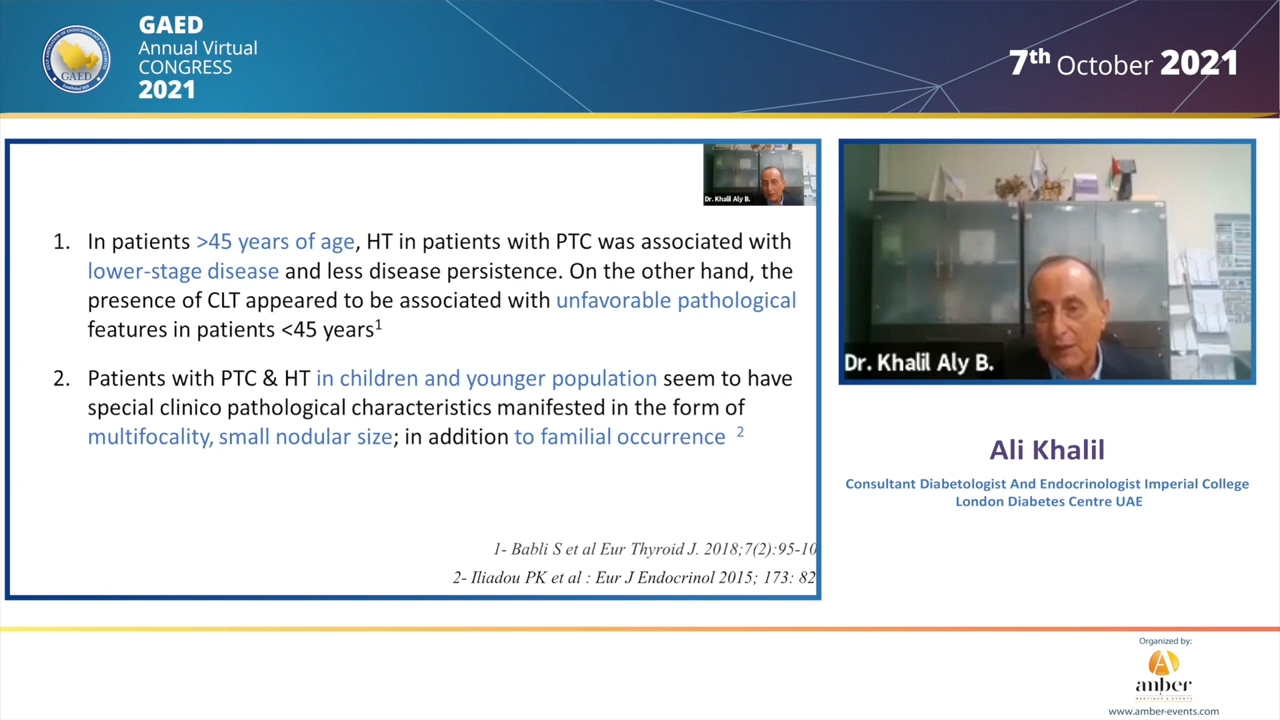 GAED
Annual Virtual
CONGRESS
2021
GAED
7th October 2021
Dr. Khalil Aly B.
1. In patients >45 years of age, HT in patients with PTC was associated with
lower-stage disease and less disease persistence. On the other hand, the
presence of CLT appeared to be associated with unfavorable pathological
features in patients <45 years1
2. Patients with PTC & HT in children and younger population seem to have
special clinico pathological characteristics manifested in the form of
multifocality, small nodular size; in addition to familial occurrence 2
1- Babli S et al Eur Thyroid J. 2018;7(2):95-10
2- Iliadou PK et al : Eur J Endocrinol 2015; 173: 82
Dr. Khalil Aly B.
Ali Khalil
Consultant Diabetologist And Endocrinologist Imperial College
London Diabetes Centre UAE
Organized by:
anber
MEETINGS & EVENTS
www.amber-events.com